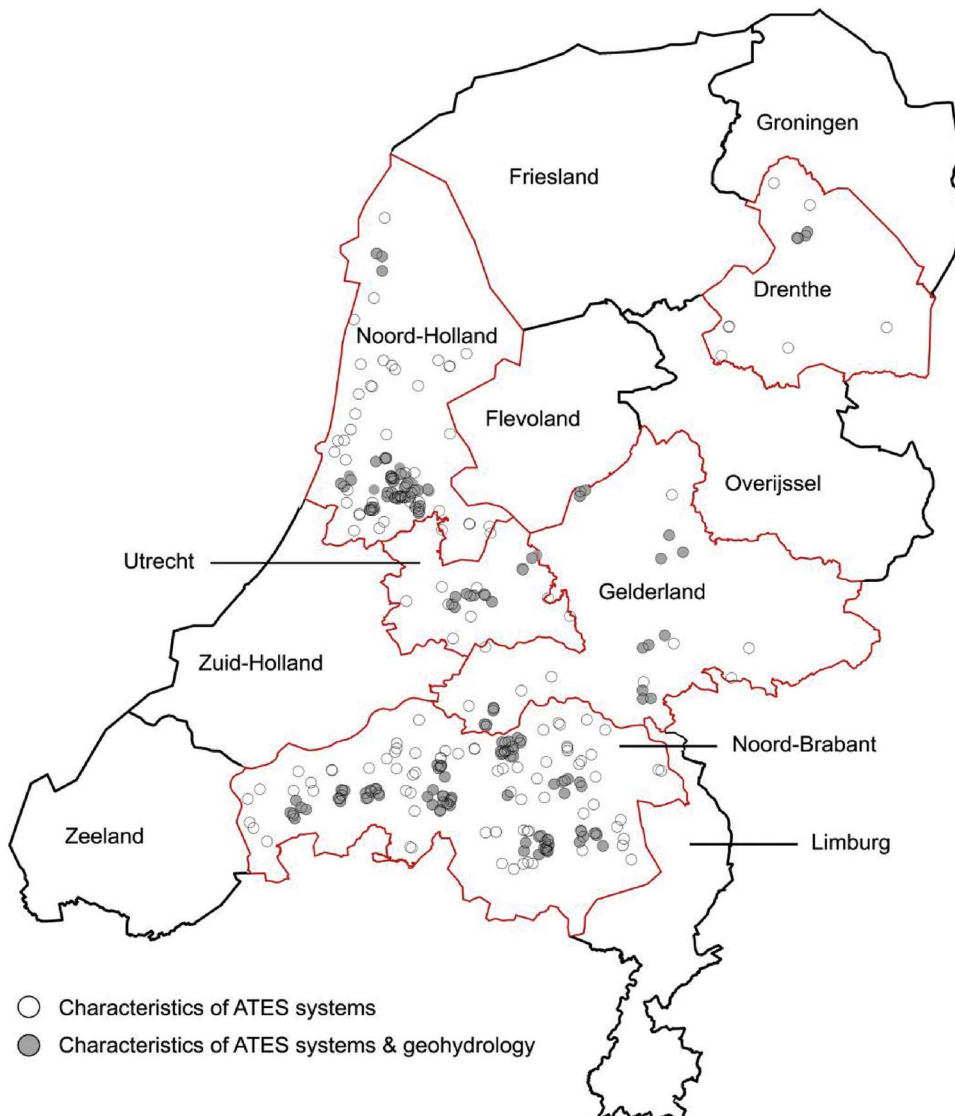 Groningen
Friesland
Drenthe
Noord-Holland
Flevoland
Overijssel
Utrecht
Gelderland
Zuid-Holland
Noord-Brabant
Zeeland
Limburg
Characteristics of ATES systems
Characteristics of ATES systems & geohydrology